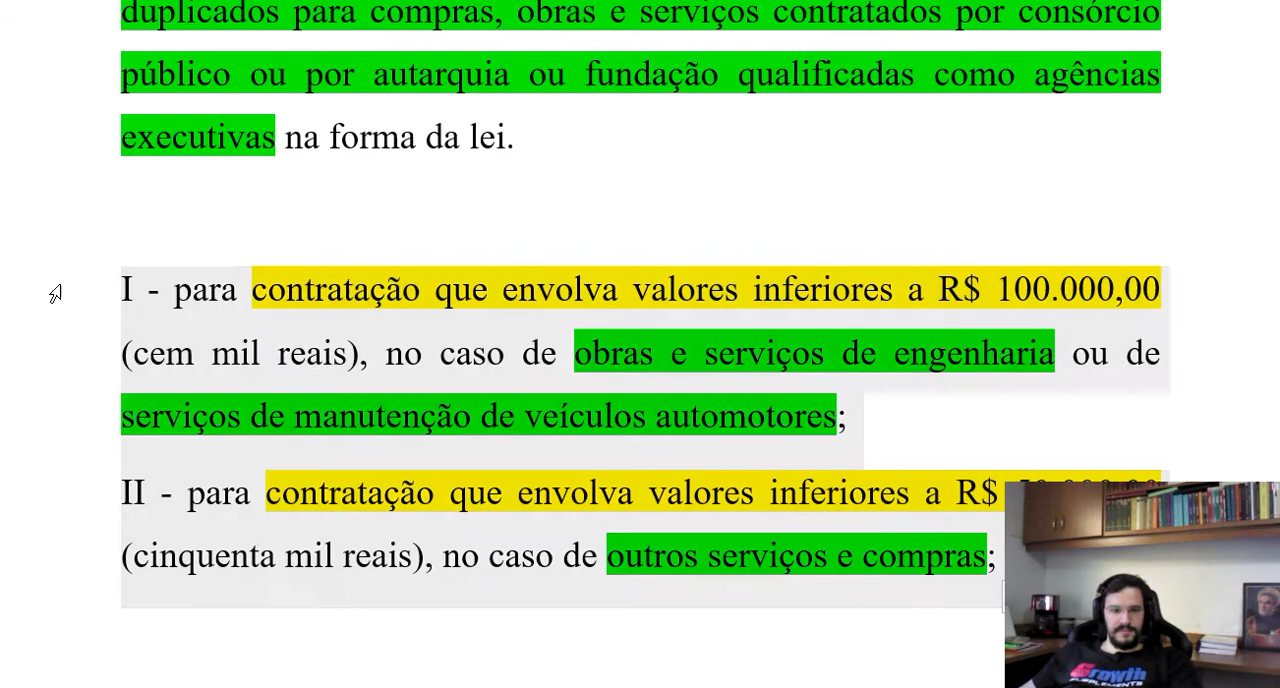 duplicados para compras, obras e serviços contratados por consórcio
público ou por autarquia ou fundação qualificadas como agências
executivas na forma da lei.
I - para contratação que envolva valores inferiores a R$ 100.000,00
(cem mil reais), no caso de obras e serviços de engenharia ou de
serviços de manutenção de veículos automotores;
II - para contratação que envolva valores inferiores a R$
(cinquenta mil reais), no caso de outros serviços e compras;
Growth
SUPPLEMENTS